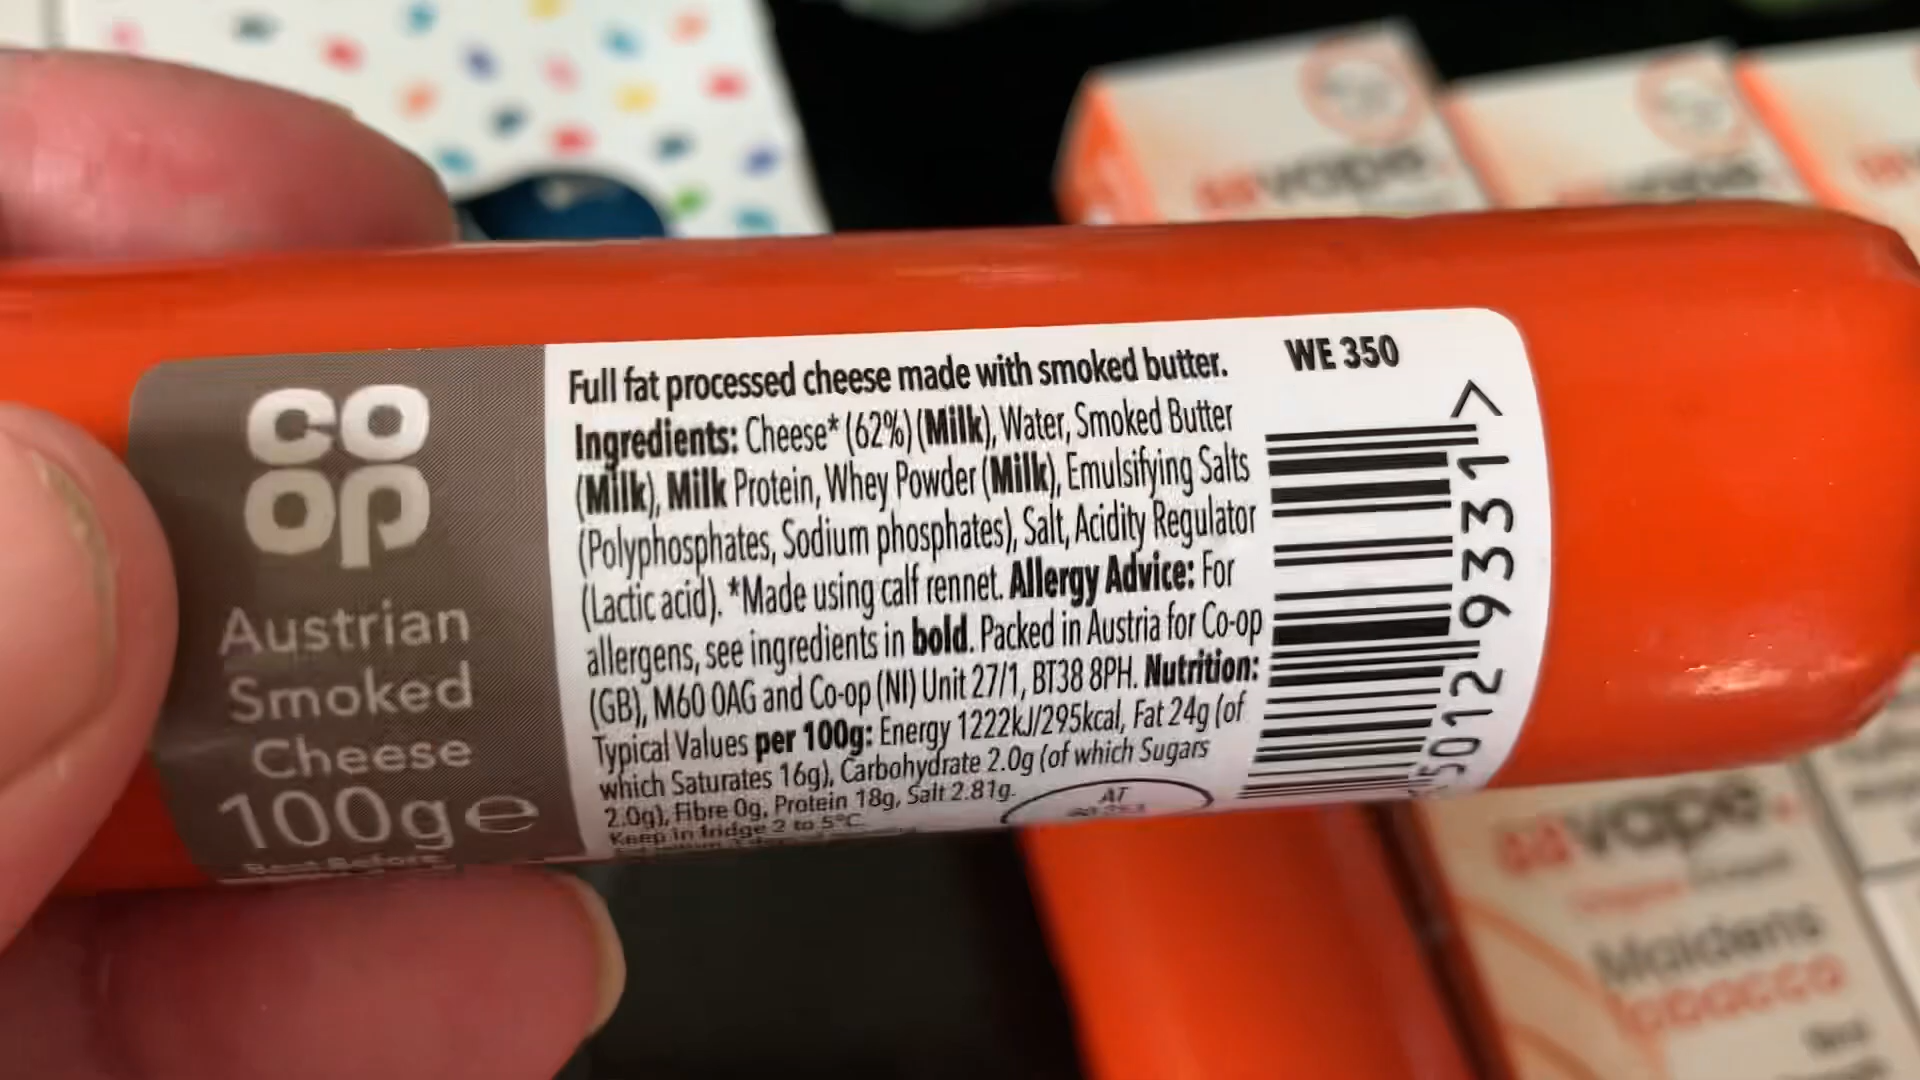 co
op
Austrian
Smoked
Cheese
100g e
Best Before
Full fat processed cheese made with smoked butter.
Ingredients: Cheese* (62%) (Milk), Water, Smoked Butter
(Milk), Milk Protein, Whey Powder (Milk), Emulsifying Salts
(Polyphosphates, Sodium phosphates), Salt, Acidity Regulator
(Lactic acid). *Made using calf rennet. Allergy Advice: For
allergens, see ingredients in bold. Packed in Austria for Co-op
(GB), M60 0AG and Co-op (NI) Unit 27/1, BT38 8PH. Nutrition:
Typical Values per 100g: Energy 1222kJ/295kcal, Fat 24g (of
which Saturates 16g), Carbohydrate 2.0g (of which Sugars
2.0g), Fibre 0g, Protein 18g, Salt 2.81g.
Keep in fridge 2 to 5°C
AT
WE 350
5012 9331 >
vape.
vape.
vape.
Maidens
Tobacco